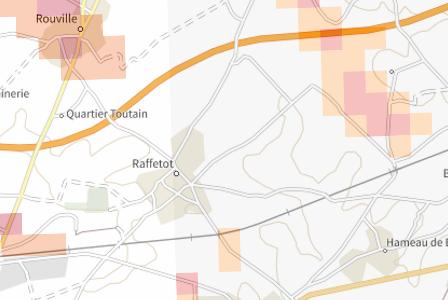 Rouville
inerie
Quartier Toutain
Raffetot
Hameau de B